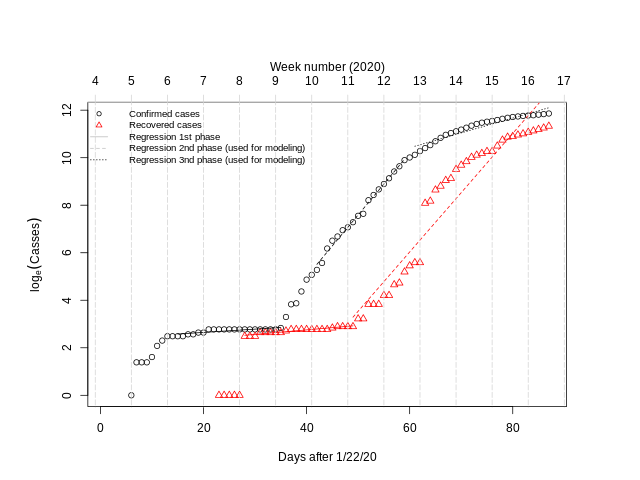 Week number (2020)
4 5 6 7 8 9 10 11 12 13 14 15 16 17
Confirmed cases
Recovered cases
Regression 1st phase
Regression 2nd phase (used for modeling)
Regression 3nd phase (used for modeling)
12
10
8
6
4
2
0
logₑ(Casses)
0 20 40 60 80
Days after 1/22/20